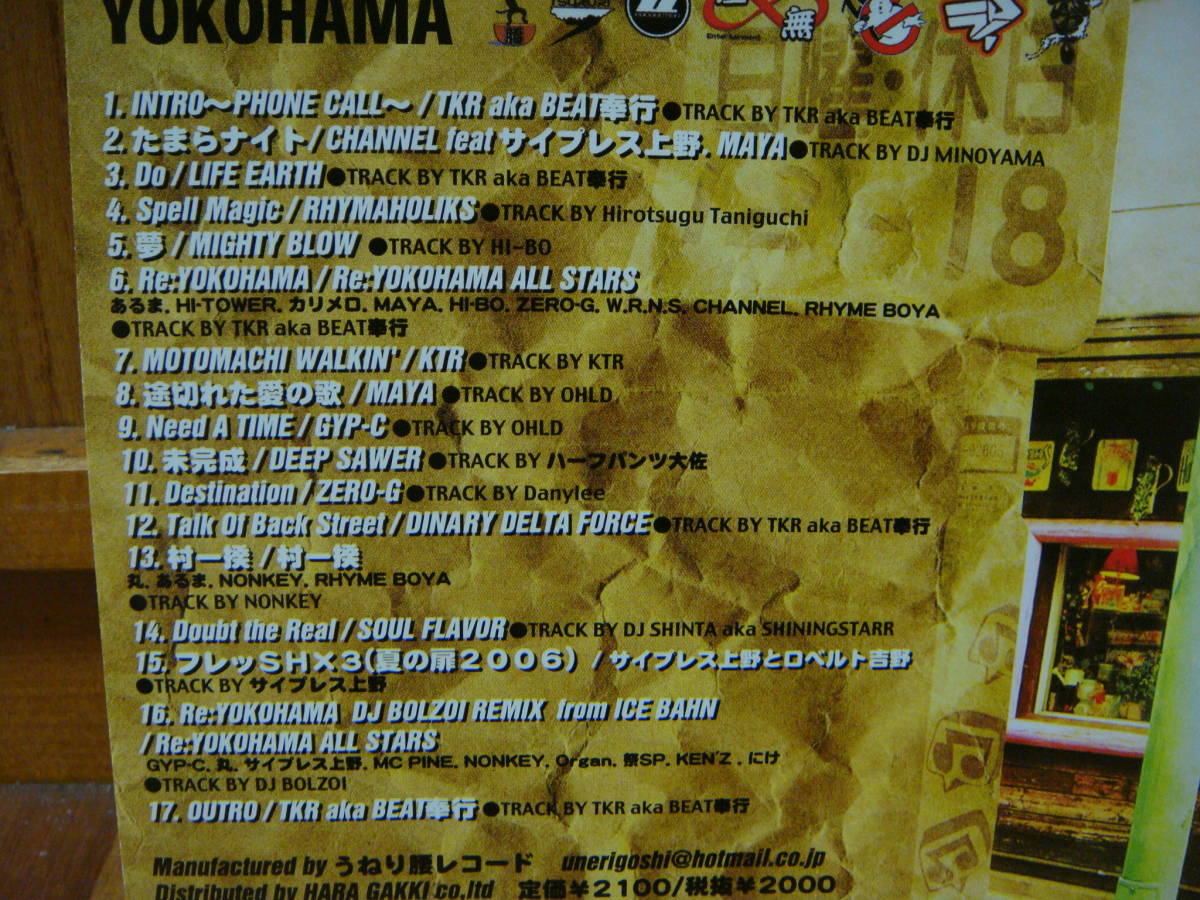 YOKOHAMA
無
日曜・休日
18
1. INTRO〜PHONE CALL〜 / TKR aka BEAT奉行●TRACK BY TKR aka BEAT奉行
2. たまらナイト/ CHANNEL feat サイプレス上野. MAYA●TRACK BY DJ MINOYAMA
3. Do / LIFE EARTH●TRACK BY TKR aka BEAT奉行
4. Spell Magic / RHYMAHOLIKS●TRACK BY Hirotsugu Taniguchi
5. 夢 / MIGHTY BLOW ●TRACK BY HI-BO
6. Re:YOKOHAMA / Re:YOKOHAMA ALL STARS
あるま. HI-TOWER. カリメロ. MAYA. HI-BO. ZERO-G. W.R.N.S. CHANNEL. RHYME BOYA
●TRACK BY TKR aka BEAT奉行
7. MOTOMACHI WALKIN' / KTR●TRACK BY KTR
8. 途切れた愛の歌 / MAYA ●TRACK BY OHLD
9. Need A TIME / GYP-C●TRACK BY OHLD
10. 未完成 / DEEP SAWER●TRACK BY ハーフパンツ大佐
11. Destination / ZERO-G●TRACK BY Danylee
12. Talk Of Back Street / DINARY DELTA FORCE●TRACK BY TKR aka BEAT奉行
13. 村一揆 / 村一揆
丸. あるま. NONKEY. RHYME BOYA
●TRACK BY NONKEY
14. Doubt the Real / SOUL FLAVOR●TRACK BY DJ SHINTA aka SHININGSTARR
15. フレッSH×3(夏の扉2006) / サイプレス上野とロベルト吉野
●TRACK BY サイプレス上野
16. Re:YOKOHAMA DJ BOLZOI REMIX from ICE BAHN
/ Re:YOKOHAMA ALL STARS
GYP-C. 丸. サイプレス上野. MC PINE. NONKEY. Organ. 祭SP. KEN'Z . にけ
●TRACK BY DJ BOLZOI
17. OUTRO / TKR aka BEAT奉行●TRACK BY TKR aka BEAT奉行
Manufactured by うねり腰レコード unerigoshi@hotmail.co.jp
Distributed by HARA GAKKI co,ltd 定価¥2100/税抜¥2000